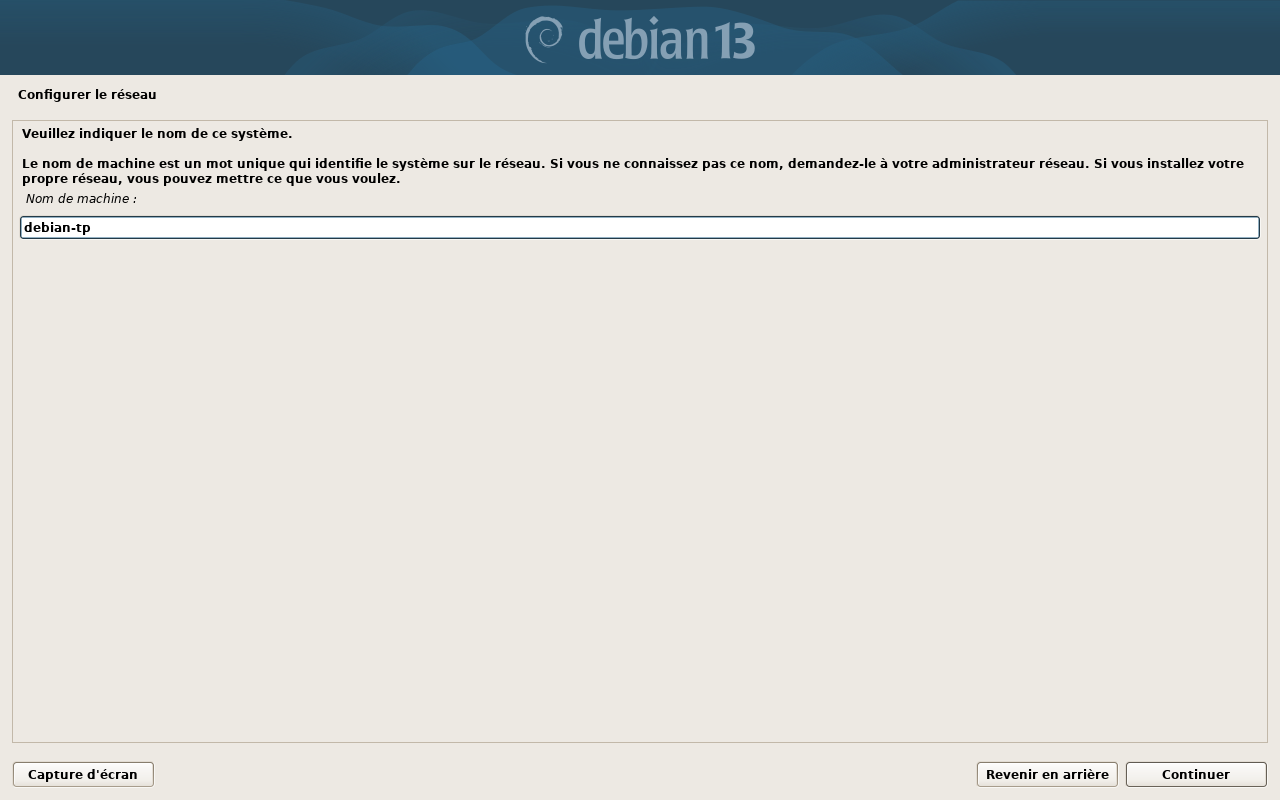 debian 13
Configurer le réseau
Veuillez indiquer le nom de ce système.
Le nom de machine est un mot unique qui identifie le système sur le réseau. Si vous ne connaissez pas ce nom, demandez-le à votre administrateur réseau. Si vous installez votre
propre réseau, vous pouvez mettre ce que vous voulez.
Nom de machine :
debian-tp
Capture d'écran
Revenir en arrière
Continuer